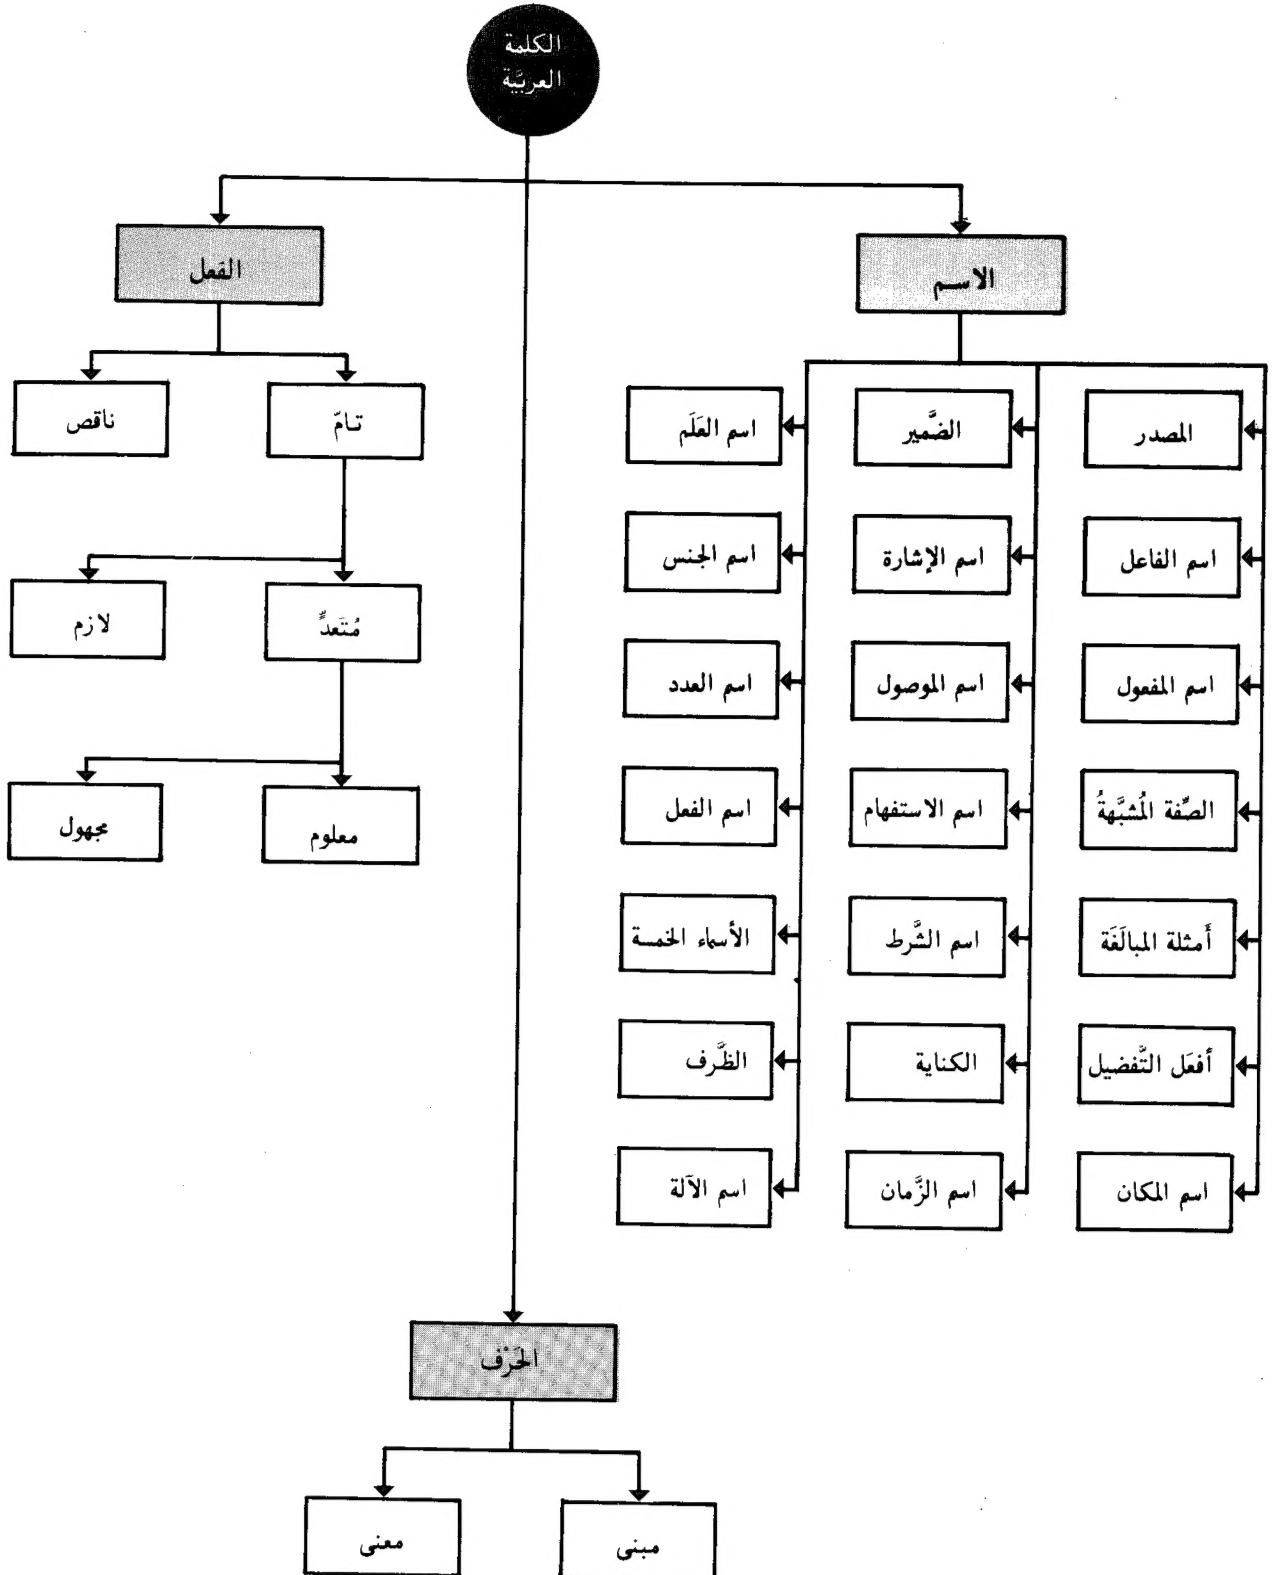 الكلمة
العربيَّة
الاسم
الفعل
المصدر
اسم الفاعل
اسم المفعول
الصِّفة المُشبَّهةُ
أَمثلة المبالَغَة
أفعَل التَّفضيل
اسم المكان
الضَّمير
اسم الإشارة
اسم الموصول
اسم الاستفهام
اسم الشَّرط
الكناية
اسم الزَّمان
اسم العَلَم
اسم الجنس
اسم العدد
اسم الفعل
الأسماء الخمسة
الظَّرف
اسم الآلة
تامّ
ناقص
مُتَعدٍّ
لازم
معلوم
مجهول
الحَرْف
مبنى
معنى